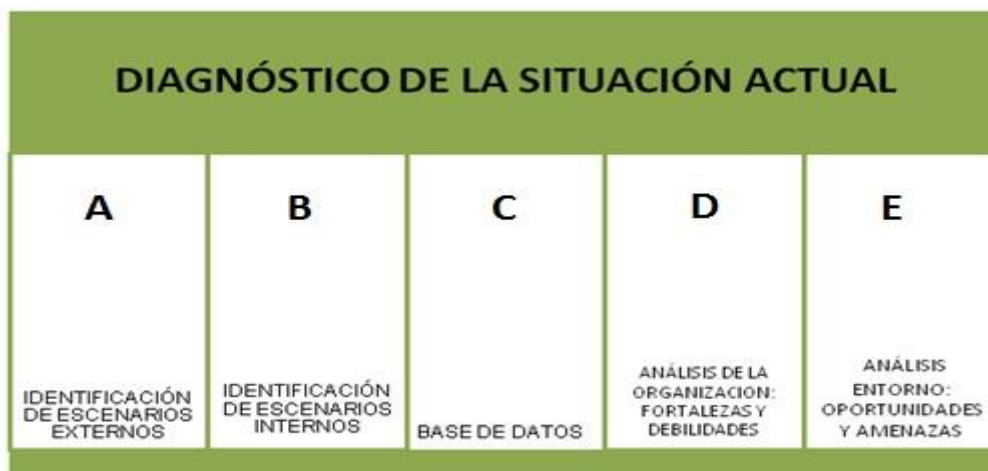 DIAGNÓSTICO DE LA SITUACIÓN ACTUAL
A
IDENTIFICACIÓN
DE ESCENARIOS
EXTERNOS
B
IDENTIFICACIÓN
DE ESCENARIOS
INTERNOS
C
BASE DE DATOS
D
ANÁLISIS DE LA
ORGANIZACION:
FORTALEZAS Y
DEBILIDADES
E
ANÁLISIS
ENTORNO:
OPORTUNIDADES
Y AMENAZAS